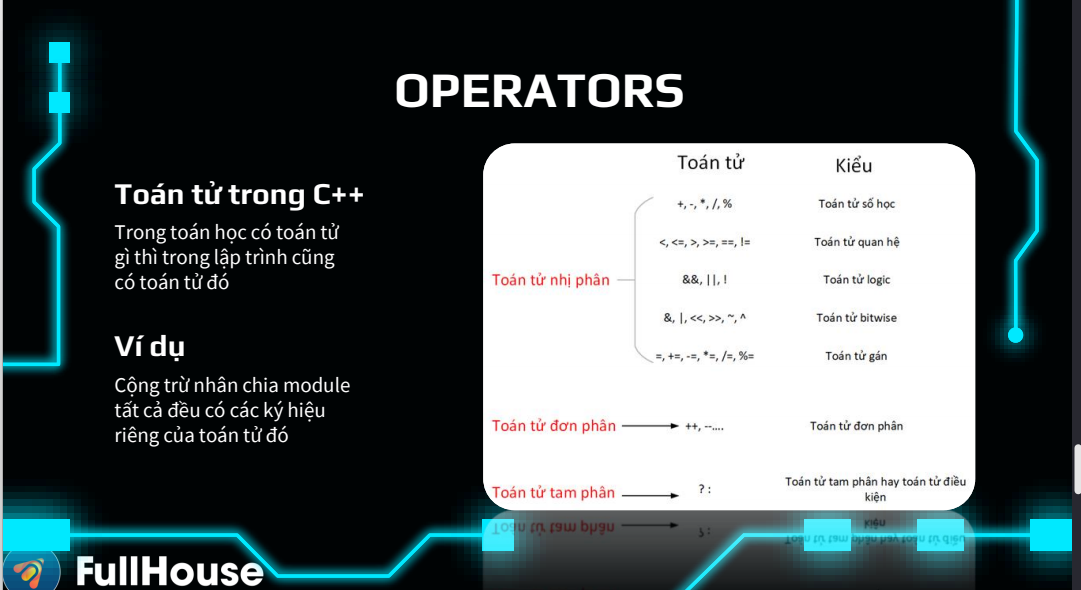 OPERATORS
Toán tử trong C++
Trong toán học có toán tử
gì thì trong lập trình cũng
có toán tử đó
Ví dụ
Cộng trừ nhân chia module
tất cả đều có các ký hiệu
riêng của toán tử đó
Toán tử Kiểu
+, -, *, /, % Toán tử số học
<, <=, >, >=, ==, != Toán tử quan hệ
Toán tử nhị phân &&, ||, ! Toán tử logic
&, |, <<, >>, ~, ^ Toán tử bitwise
=, +=, -=, *=, /=, %= Toán tử gán
Toán tử đơn phân ++, --.... Toán tử đơn phân
Toán tử tam phân ? : Toán tử tam phân hay toán tử điều
kiện
FullHouse